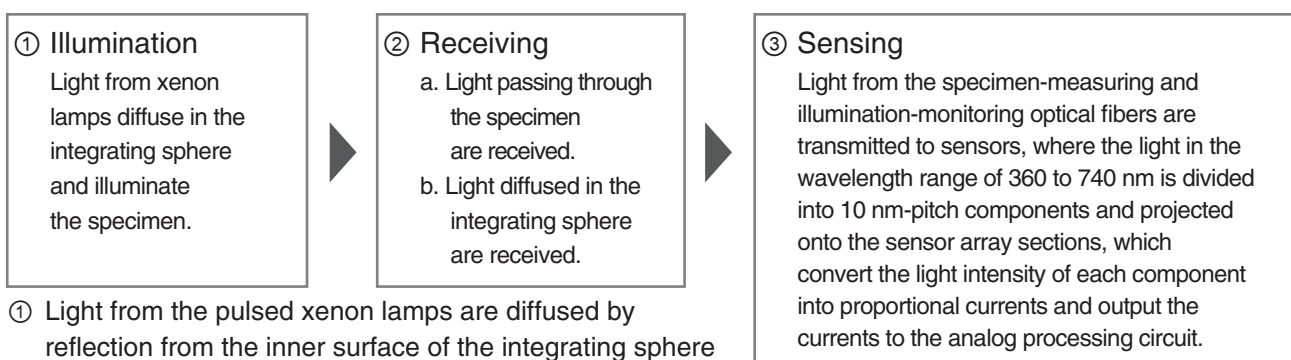 ① Illumination
Light from xenon
lamps diffuse in the
integrating sphere
and illuminate
the specimen.
② Receiving
a. Light passing through
the specimen
are received.
b. Light diffused in the
integrating sphere
are received.
③ Sensing
Light from the specimen-measuring and
illumination-monitoring optical fibers are
transmitted to sensors, where the light in the
wavelength range of 360 to 740 nm is divided
into 10 nm-pitch components and projected
onto the sensor array sections, which
convert the light intensity of each component
into proportional currents and output the
currents to the analog processing circuit.
① Light from the pulsed xenon lamps are diffused by
reflection from the inner surface of the integrating sphere